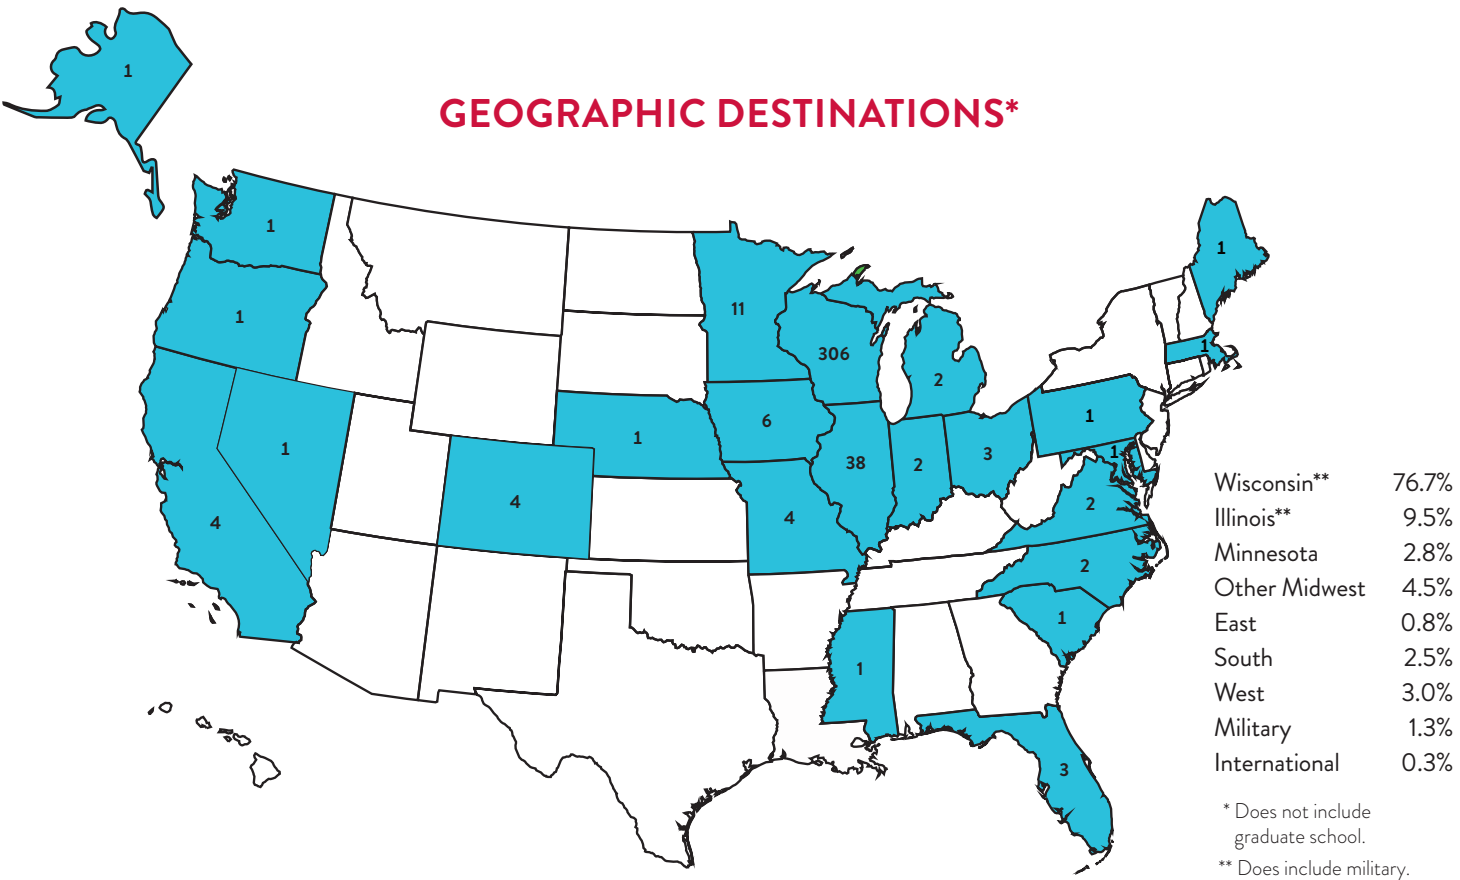 1
GEOGRAPHIC DESTINATIONS*
1
1
1
11
1
306
2
1
1
6
1
3
1
38
2
4
4
2
4
2
1
1
3
Wisconsin** 76.7%
Illinois** 9.5%
Minnesota 2.8%
Other Midwest 4.5%
East 0.8%
South 2.5%
West 3.0%
Military 1.3%
International 0.3%
* Does not include
graduate school.
** Does include military.